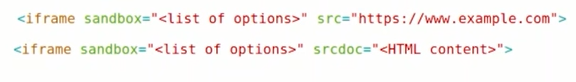 <iframe sandbox="<list of options>" src="https://www.example.com">
<iframe sandbox="<list of options>" srcdoc="<HTML content>">